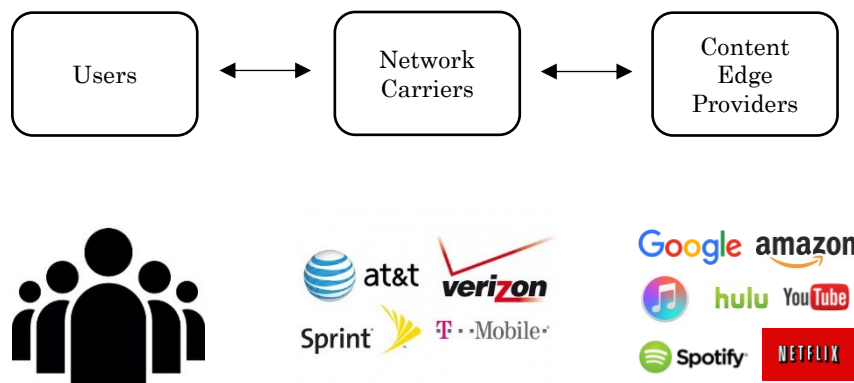 Users
Network
Carriers
Content
Edge
Providers
at&t
verizon
Sprint
T··Mobile·
Google
amazon
hulu
YouTube
Spotify
NETFLIX